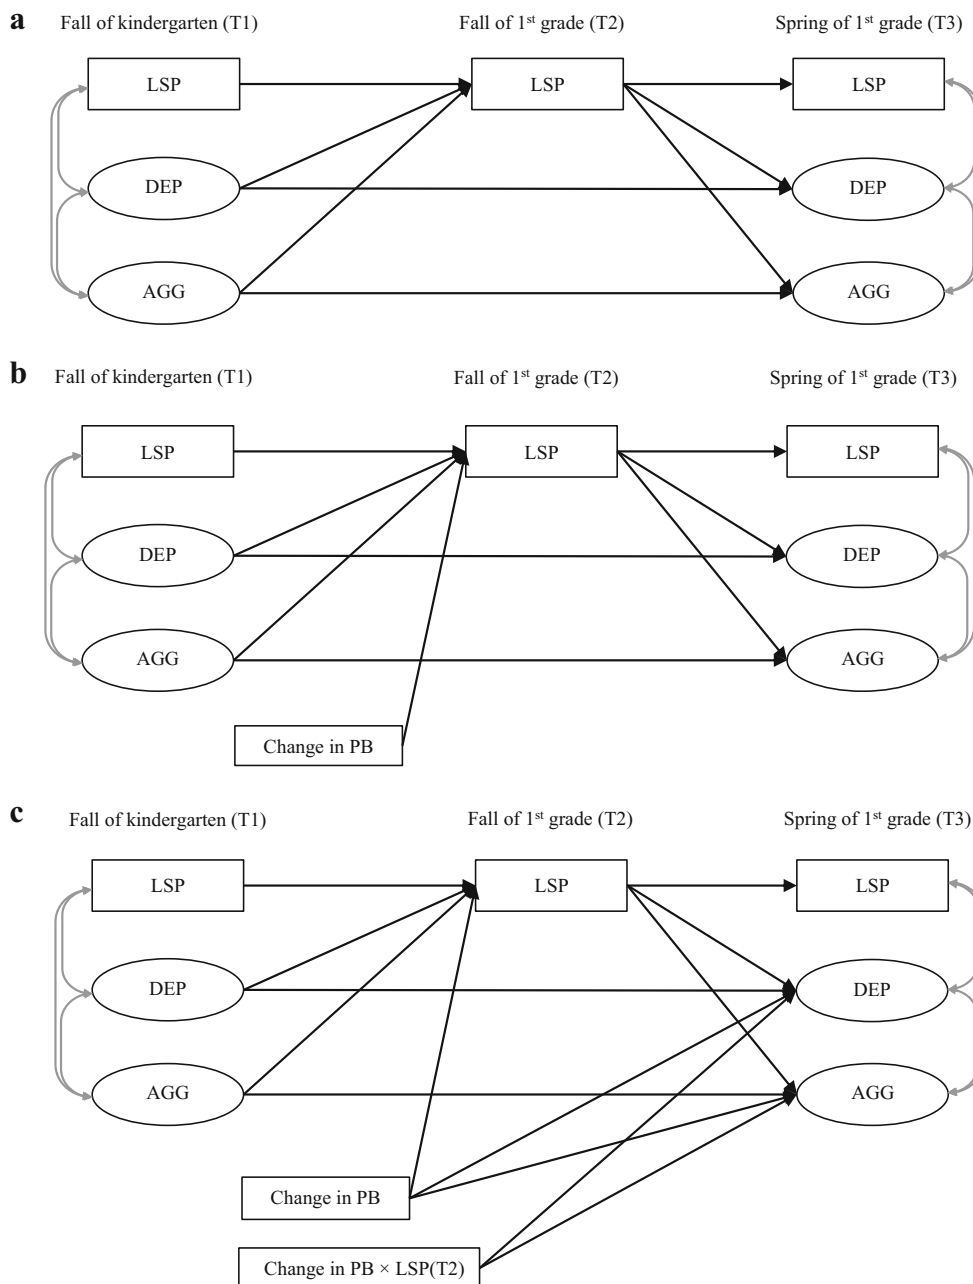 a
Fall of kindergarten (T1) Fall of 1st grade (T2) Spring of 1st grade (T3)
LSP LSP LSP
DEP DEP
AGG AGG
b
Fall of kindergarten (T1) Fall of 1st grade (T2) Spring of 1st grade (T3)
LSP LSP LSP
DEP DEP
AGG AGG
Change in PB
c
Fall of kindergarten (T1) Fall of 1st grade (T2) Spring of 1st grade (T3)
LSP LSP LSP
DEP DEP
AGG AGG
Change in PB
Change in PB × LSP(T2)